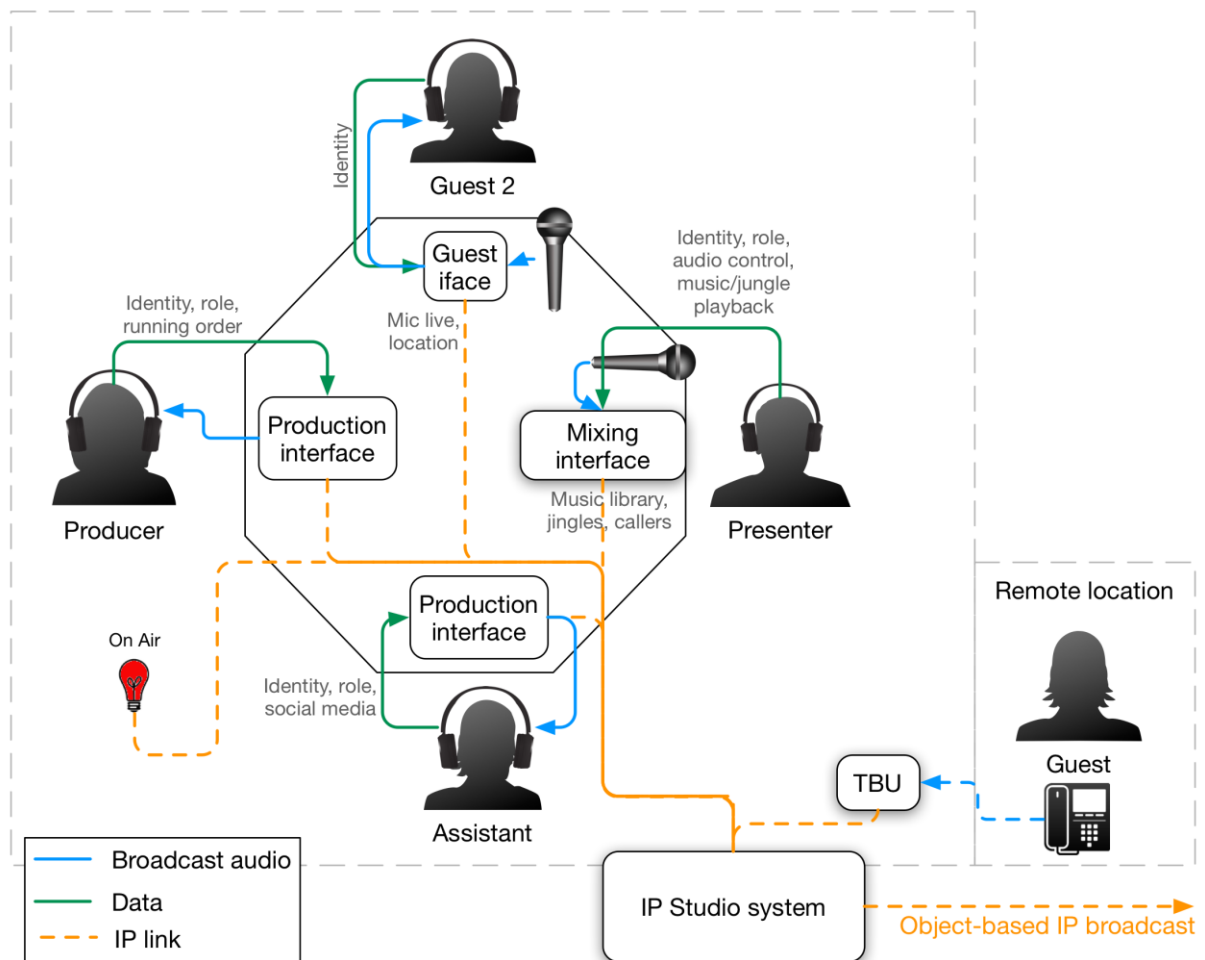 Identity
Guest 2
Guest
iface
Identity, role,
audio control,
music/jungle
playback
Identity, role,
running order
Mic live,
location
Production
interface
Mixing
interface
Producer
Music library,
jingles, callers
Presenter
Production
interface
Remote location
On Air
Identity, role,
social media
Guest
TBU
Assistant
Broadcast audio
Data
IP link
IP Studio system
Object-based IP broadcast